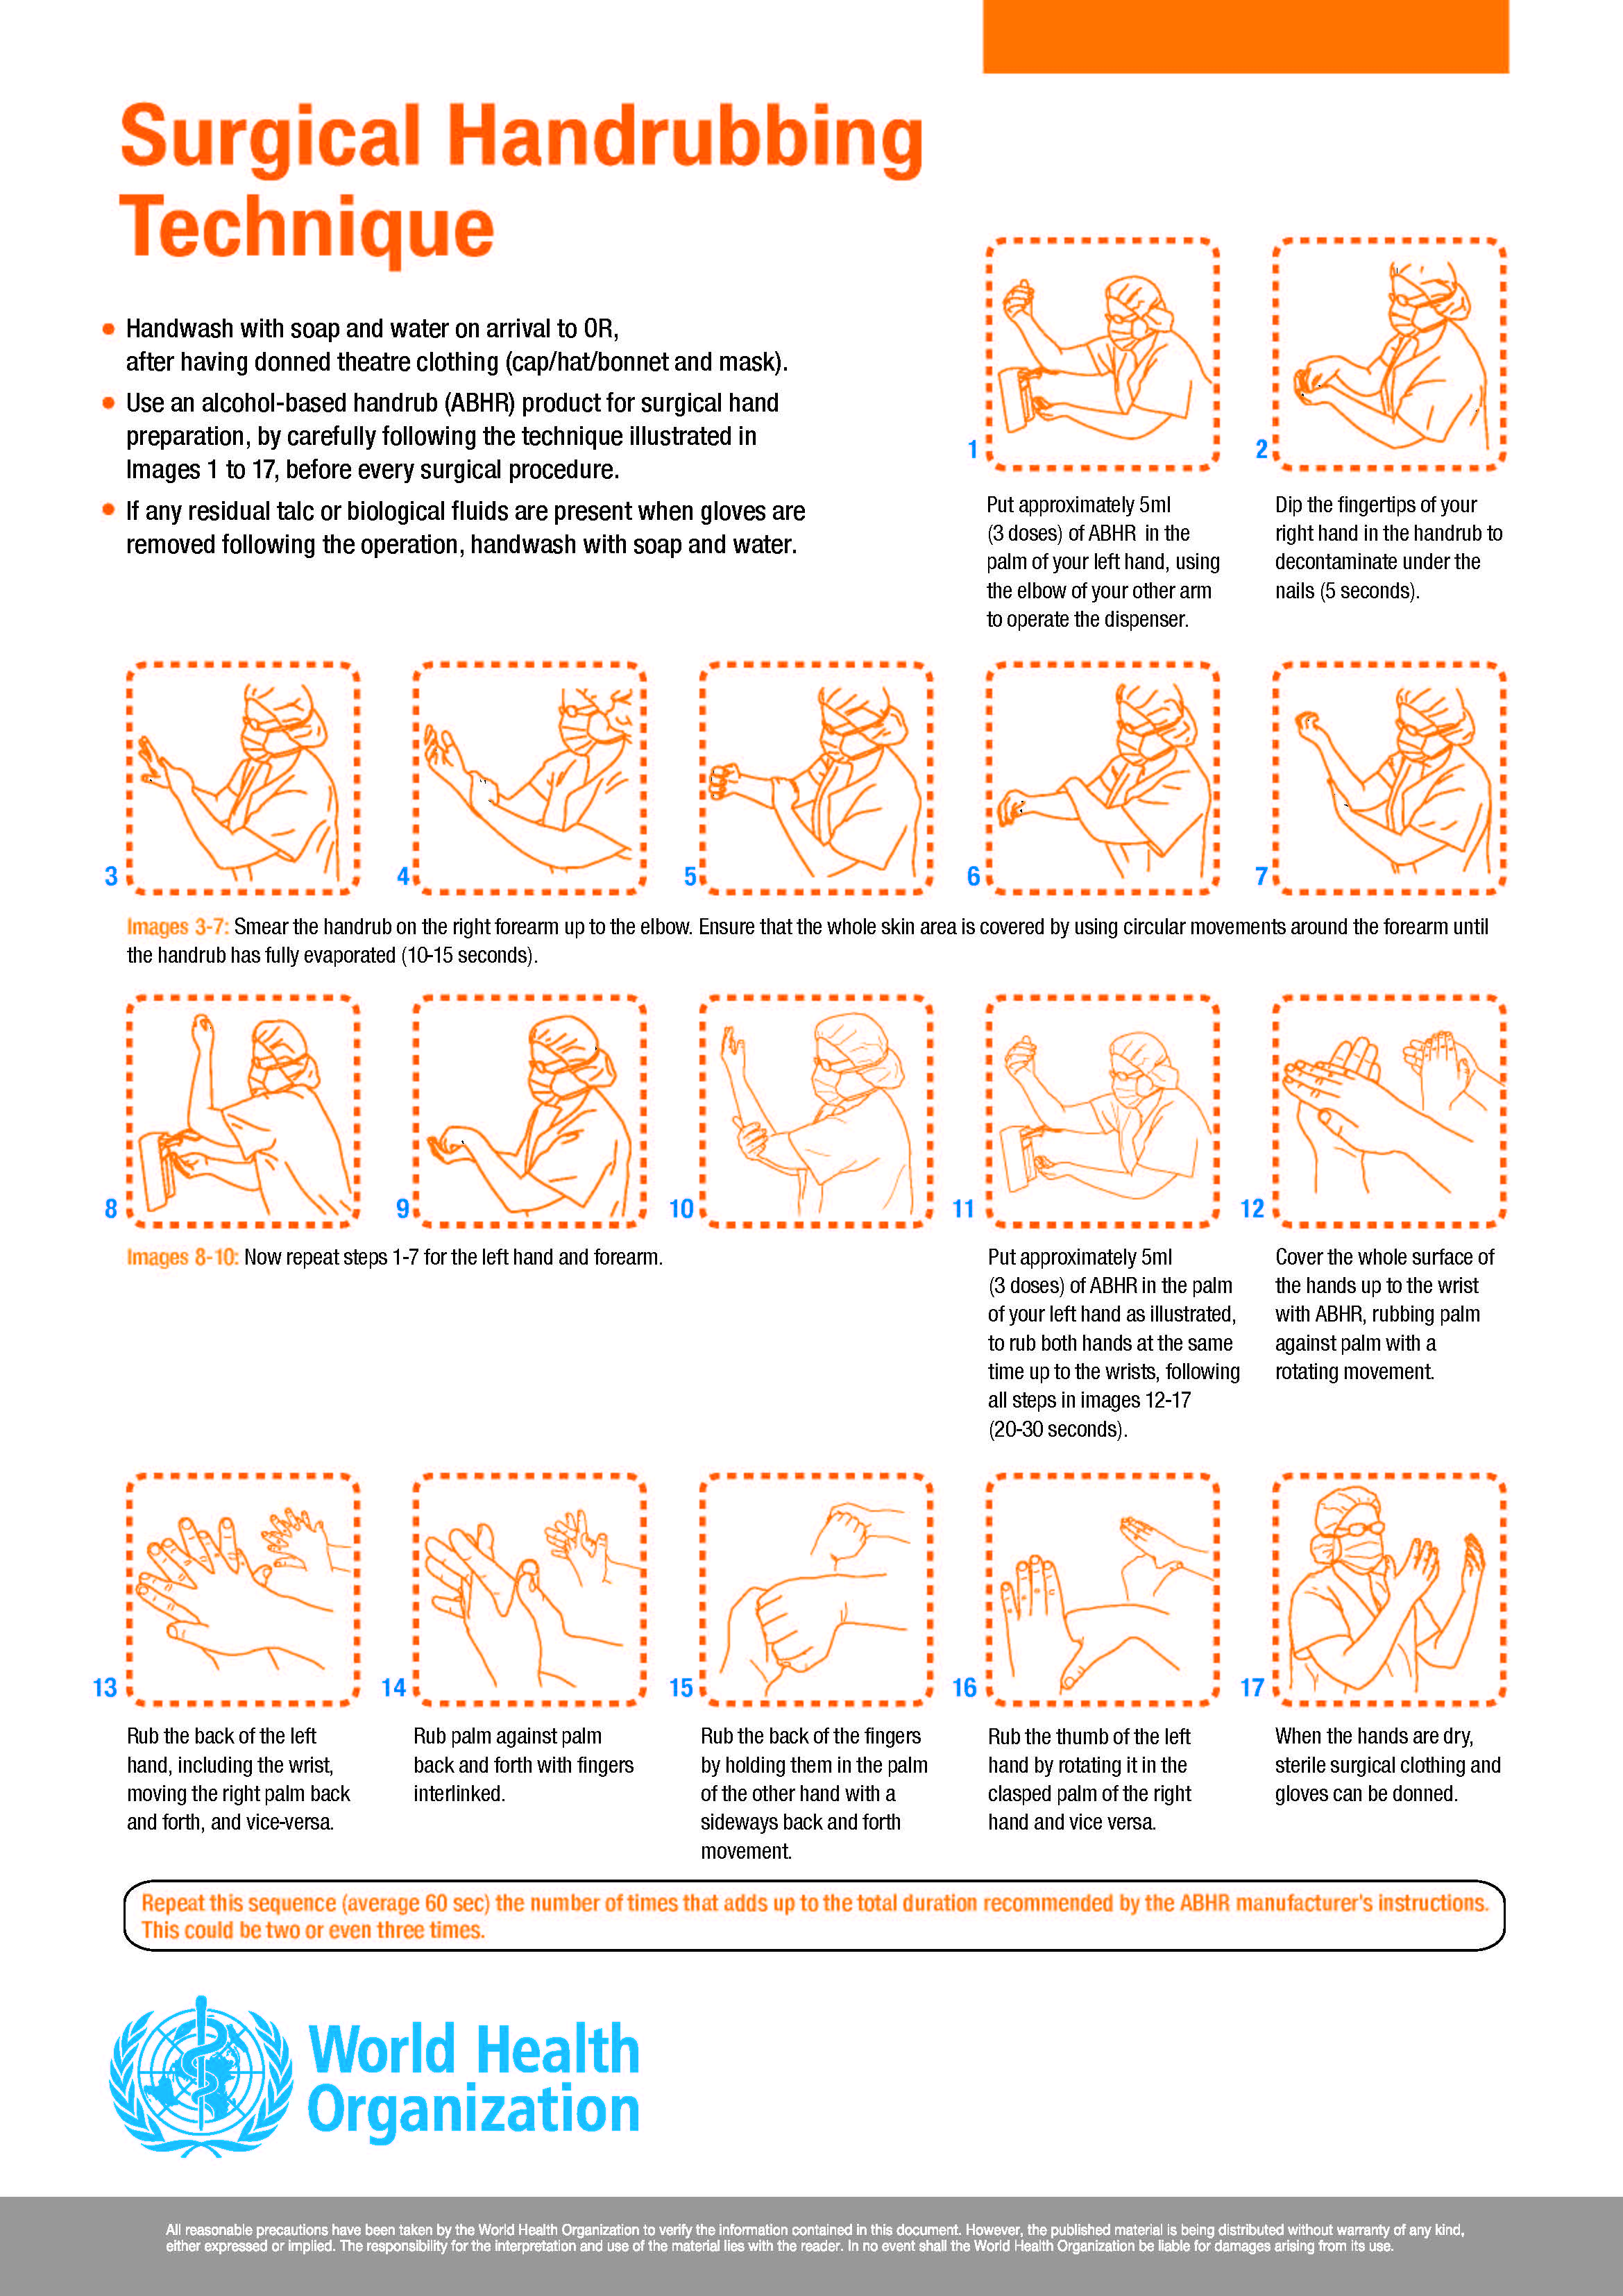 Surgical Handrubbing
Technique
Handwash with soap and water on arrival to OR,
after having donned theatre clothing (cap/hat/bonnet and mask).
Use an alcohol-based handrub (ABHR) product for surgical hand
preparation, by carefully following the technique illustrated in
Images 1 to 17, before every surgical procedure.
If any residual talc or biological fluids are present when gloves are
removed following the operation, handwash with soap and water.
1
Put approximately 5ml
(3 doses) of ABHR in the
palm of your left hand, using
the elbow of your other arm
to operate the dispenser.
2
Dip the fingertips of your
right hand in the handrub to
decontaminate under the
nails (5 seconds).
3
4
5
6
7
Images 3-7: Smear the handrub on the right forearm up to the elbow. Ensure that the whole skin area is covered by using circular movements around the forearm until
the handrub has fully evaporated (10-15 seconds).
8
9
10
Images 8-10: Now repeat steps 1-7 for the left hand and forearm.
11
Put approximately 5ml
(3 doses) of ABHR in the palm
of your left hand as illustrated,
to rub both hands at the same
time up to the wrists, following
all steps in images 12-17
(20-30 seconds).
12
Cover the whole surface of
the hands up to the wrist
with ABHR, rubbing palm
against palm with a
rotating movement.
13
Rub the back of the left
hand, including the wrist,
moving the right palm back
and forth, and vice-versa.
14
Rub palm against palm
back and forth with fingers
interlinked.
15
Rub the back of the fingers
by holding them in the palm
of the other hand with a
sideways back and forth
movement.
16
Rub the thumb of the left
hand by rotating it in the
clasped palm of the right
hand and vice versa.
17
When the hands are dry,
sterile surgical clothing and
gloves can be donned.
Repeat this sequence (average 60 sec) the number of times that adds up to the total duration recommended by the ABHR manufacturer's instructions.
This could be two or even three times.
World Health
Organization
All reasonable precautions have been taken by the World Health Organization to verify the information contained in this document. However, the published material is being distributed without warranty of any kind,
either expressed or implied. The responsibility for the interpretation and use of the material lies with the reader. In no event shall the World Health Organization be liable for damages arising from its use.